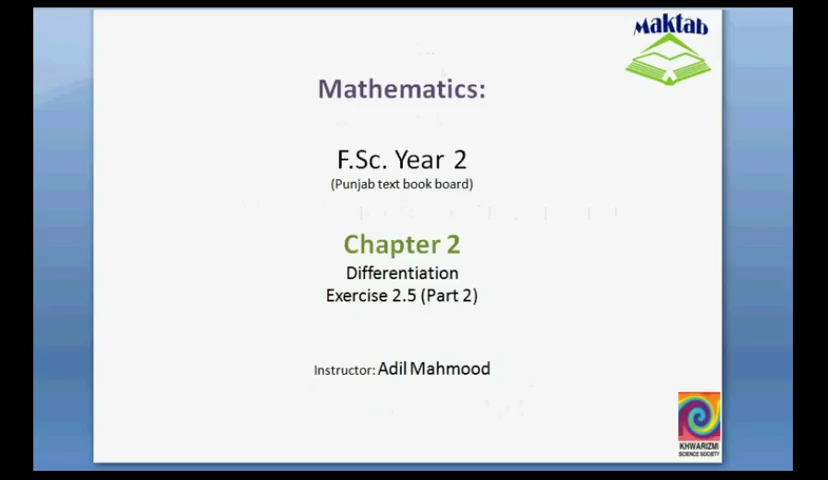 Maktab
Mathematics:
F.Sc. Year 2
(Punjab text book board)
Chapter 2
Differentiation
Exercise 2.5 (Part 2)
Instructor: Adil Mahmood
KHWARIZMI
SCIENCE SOCIETY